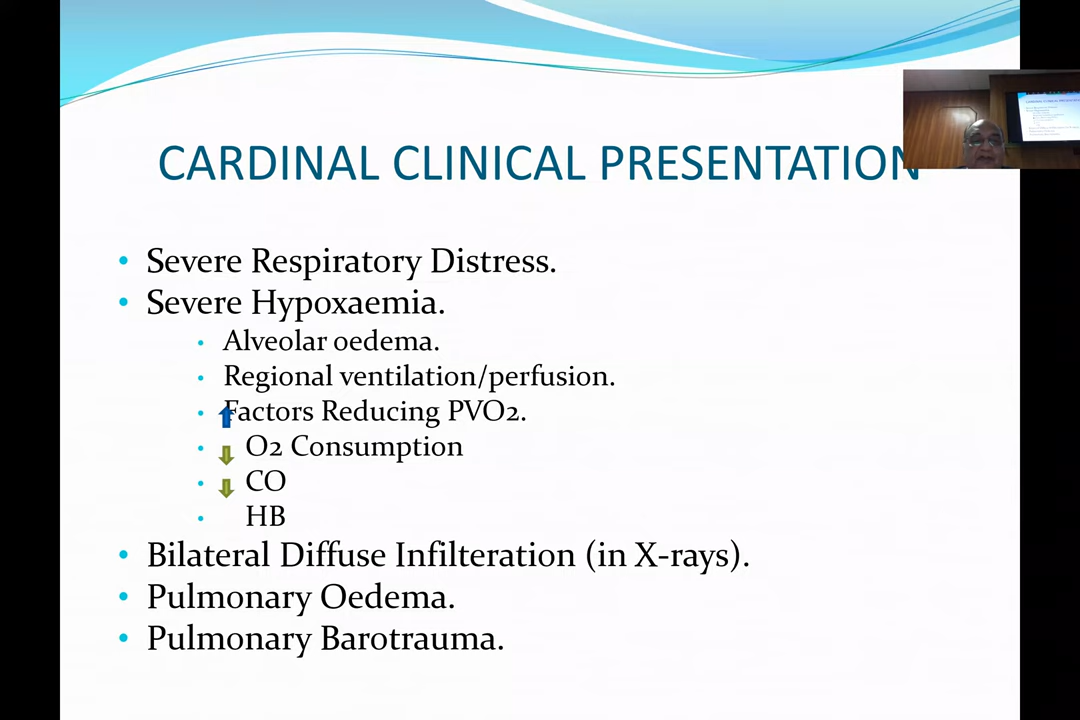 CARDINAL CLINICAL PRESENTATION
Severe Respiratory Distress.
Severe Hypoxaemia.
Alveolar oedema.
Regional ventilation/perfusion.
Factors Reducing PVO2.
O2 Consumption
CO
HB
Bilateral Diffuse Infilteration (in X-rays).
Pulmonary Oedema.
Pulmonary Barotrauma.